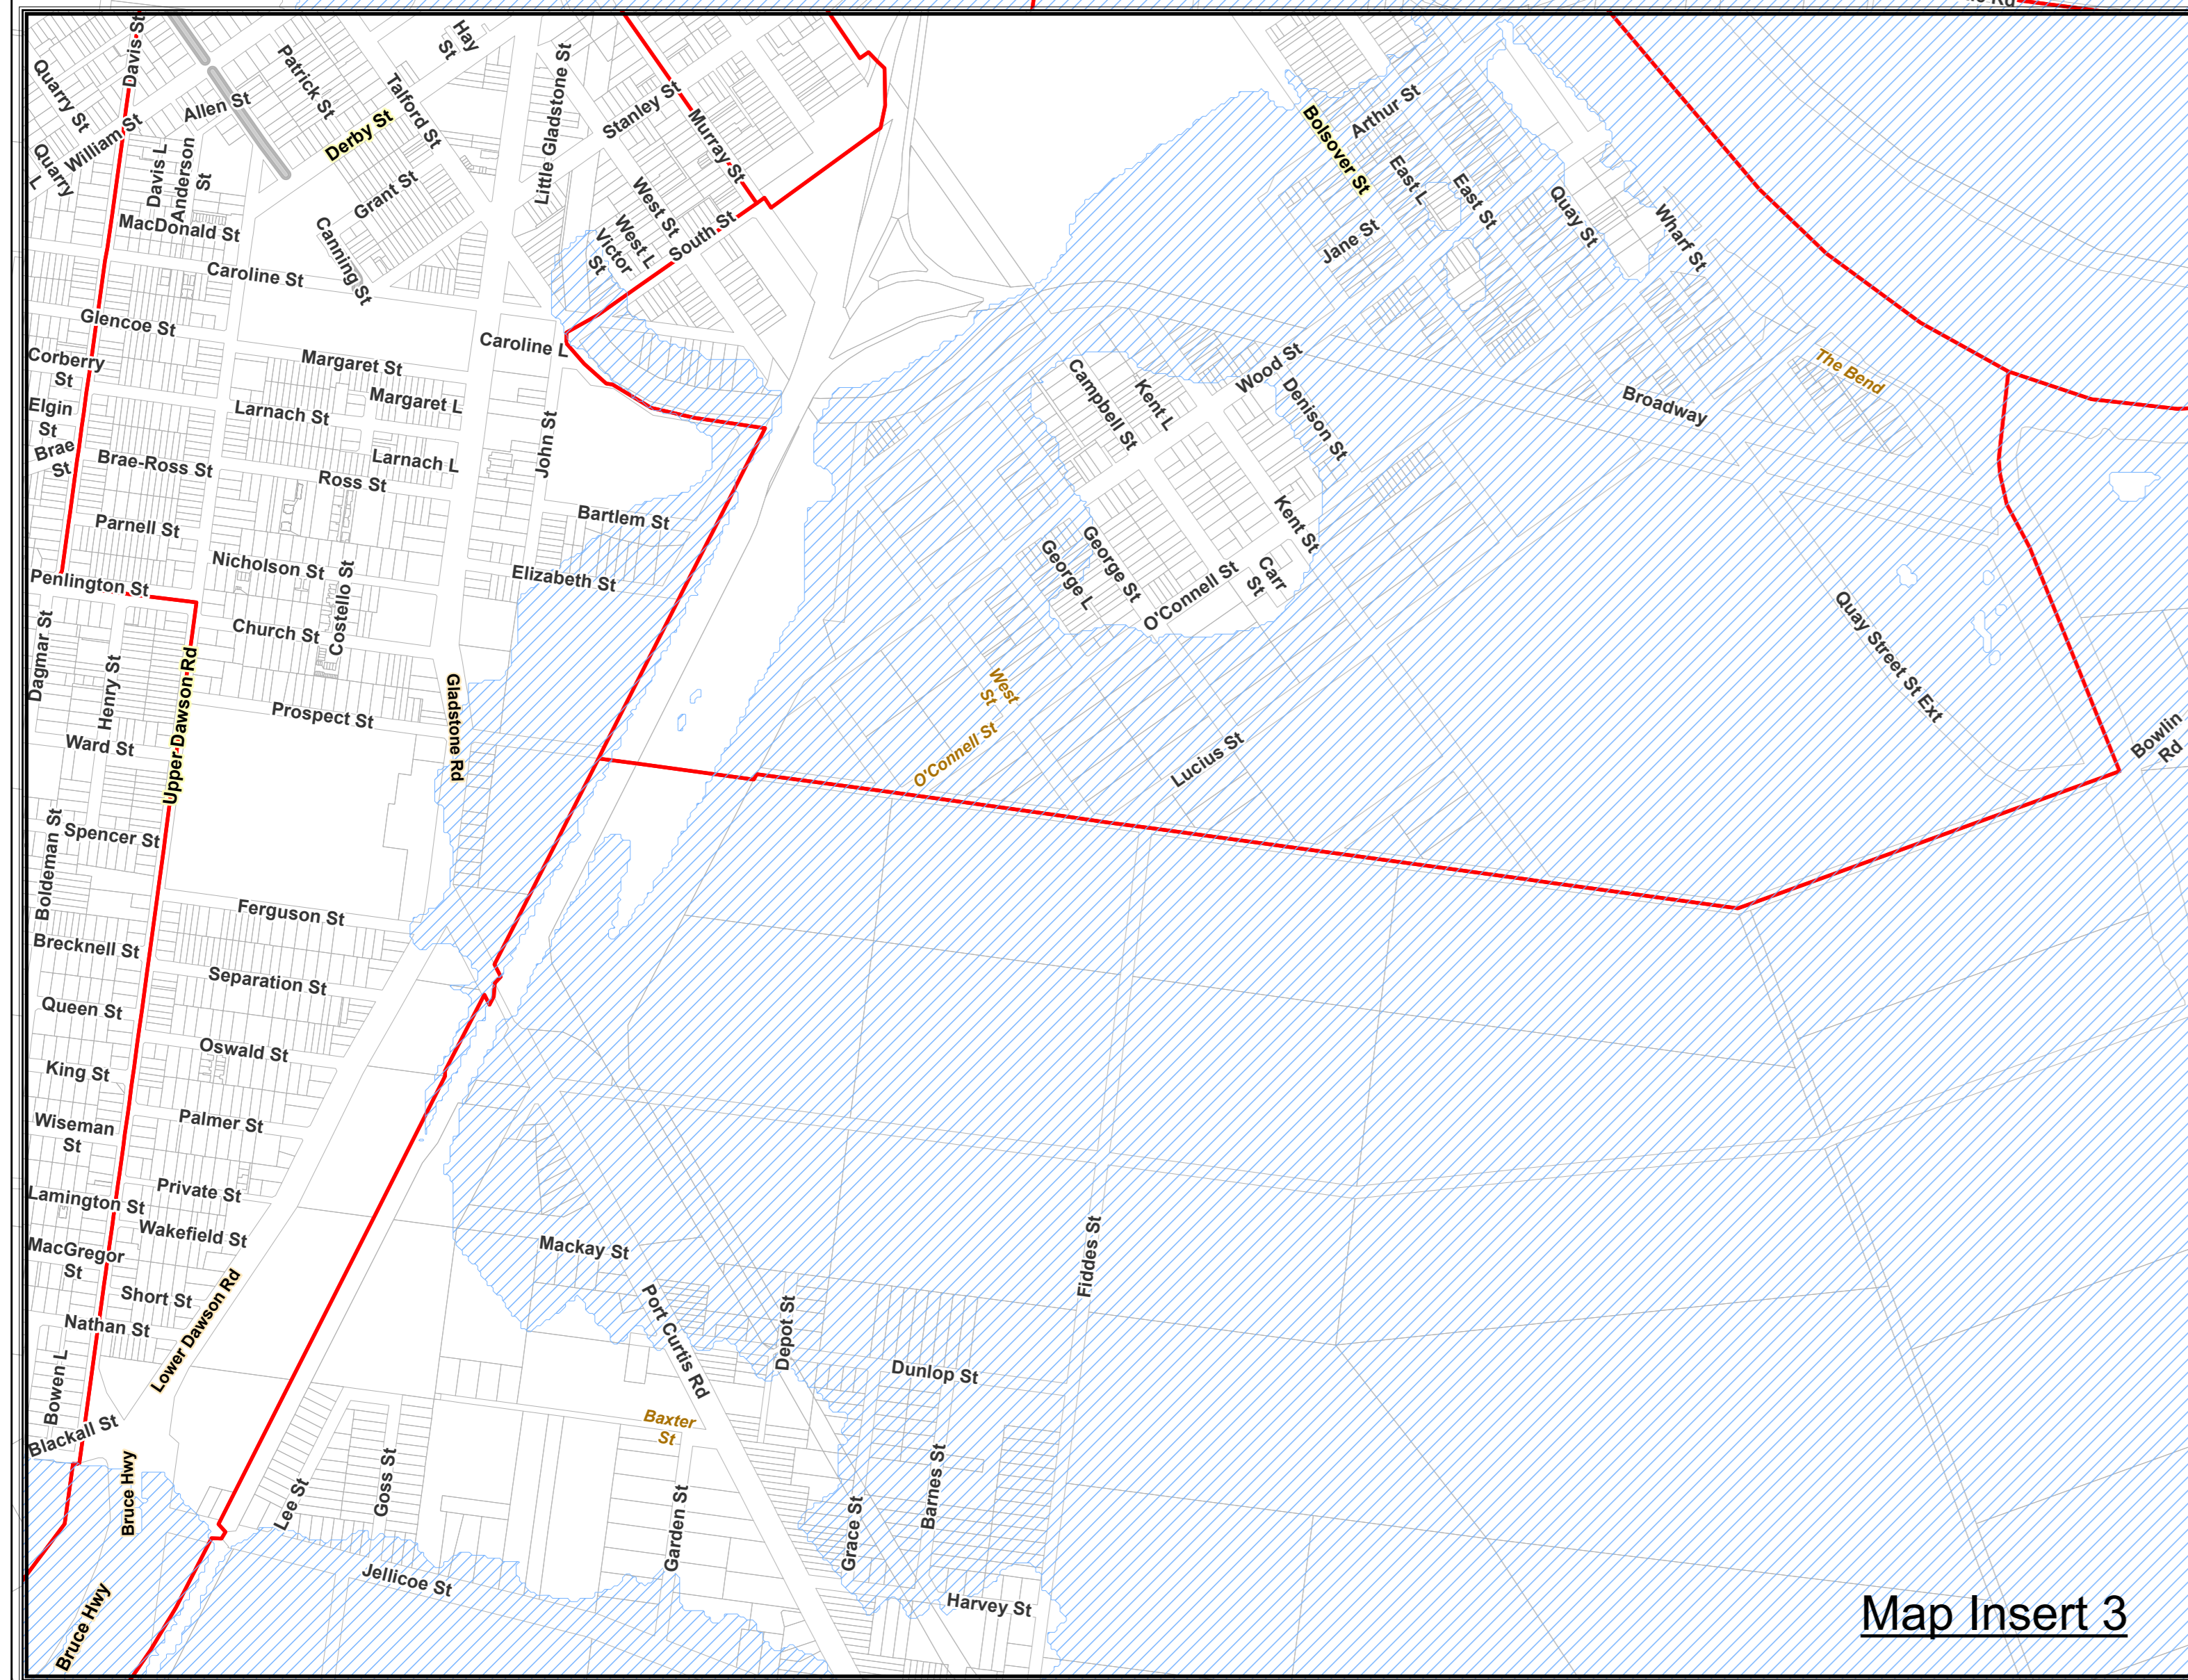 Davis St
Hay
St
Quarry St
Patrick St
Talford St
Little Gladstone St
Allen St
Stanley St
Derby St
William St
Murray St
Bolsover St
Arthur St
Quarry
L
Davis L
Anderson
St
Grant St
East L
East St
Quay St
Wharf St
West St
West L
Victor
St
South St
MacDonald St
Canning St
Jane St
Caroline St
Glencoe St
Caroline L
Corberry
St
Margaret St
Margaret L
Campbell St
Kent L
Wood St
Denison St
The Bend
Broadway
Elgin
St
Larnach St
Brae
St
Brae-Ross St
Larnach L
Ross St
John St
Bartlem St
Parnell St
Kent St
Nicholson St
Costello St
Elizabeth St
George L
George St
O'Connell St
Carr
St
Penlington St
Church St
Quay Street St Ext
Dagmar St
Henry St
Upper Dawson Rd
Gladstone Rd
Prospect St
West
St
O'Connell St
Lucius St
Bowlin
Rd
Ward St
Boldeman St
Spencer St
Ferguson St
Brecknell St
Separation St
Queen St
Oswald St
King St
Palmer St
Wiseman
St
Private St
Lamington St
Wakefield St
MacGregor
St
Mackay St
Fiddes St
Short St
Lower Dawson Rd
Port Curtis Rd
Depot St
Nathan St
Dunlop St
Bowen L
Baxter
St
Blackall St
Bruce Hwy
Lee St
Goss St
Garden St
Grace St
Barnes St
Jellicoe St
Harvey St
Bruce Hwy
Map Insert 3